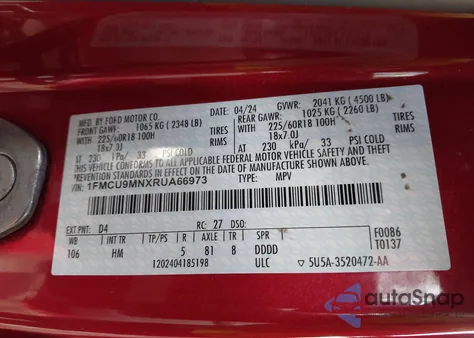 MFD. BY FORD MOTOR CO. 04/24 GVWR: 2041 KG (4500 LB)
FRONT GAWR: 1065 KG (2348 LB) REAR GAWR: 1025 KG (2260 LB)
WITH 225/60R18 100H TIRES WITH 225/60R18 100H TIRES
18x7.0J RIMS 18x7.0J RIMS
AT 230 kPa/ 33 PSI COLD AT 230 kPa/ 33 PSI COLD
THIS VEHICLE CONFORMS TO ALL APPLICABLE FEDERAL MOTOR VEHICLE SAFETY, BUMPER, AND THEFT PREVENTION STANDARDS IN EFFECT ON THE DATE OF MANUFACTURE SHOWN ABOVE.
VIN: 1FMCU9MNXRUA66973 TYPE: MPV
EXT PNT: D4 RC: 27 DSO: F0086
WB INT TR TP/PS R AXLE TR SPR T0137
106 HM 5 81 8 DDDD
1202404185198 ULC 5U5A-3520472-AA
autoSnap